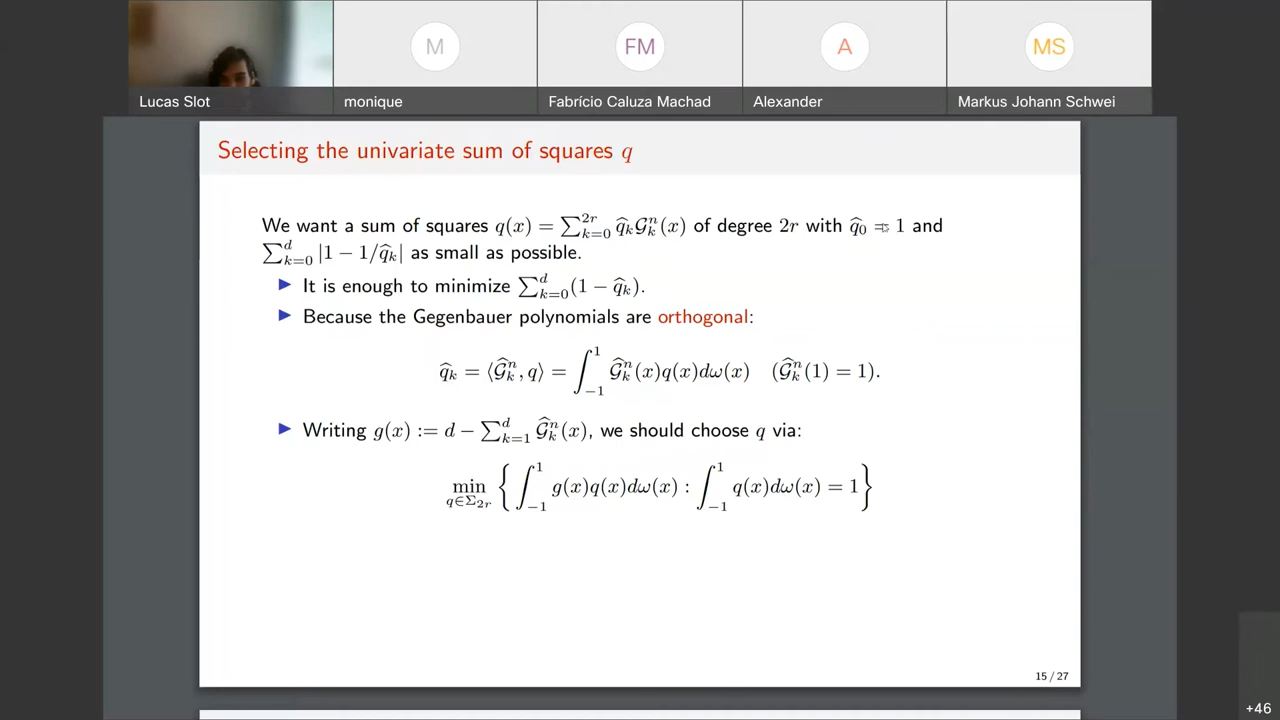 M
FM
A
MS
Lucas Slot
monique
Fabrício Caluza Machad
Alexander
Markus Johann Schwei
Selecting the univariate sum of squares q
We want a sum of squares q(x) = ∑_{k=0}^{2r} q̂_k 𝒢_k^n(x) of degree 2r with q̂_0 = 1 and
∑_{k=0}^{d} |1 − 1/q̂_k| as small as possible.
▶ It is enough to minimize ∑_{k=0}^{d}(1 − q̂_k).
▶ Because the Gegenbauer polynomials are orthogonal:
q̂_k = ⟨𝒢̂_k^n, q⟩ = ∫_{−1}^{1} 𝒢̂_k^n(x)q(x)dω(x) (𝒢̂_k^n(1) = 1).
▶ Writing g(x) := d − ∑_{k=1}^{d} 𝒢̂_k^n(x), we should choose q via:
min_{q∈Σ_{2r}} { ∫_{−1}^{1} g(x)q(x)dω(x) : ∫_{−1}^{1} q(x)dω(x) = 1 }
15 / 27
+46